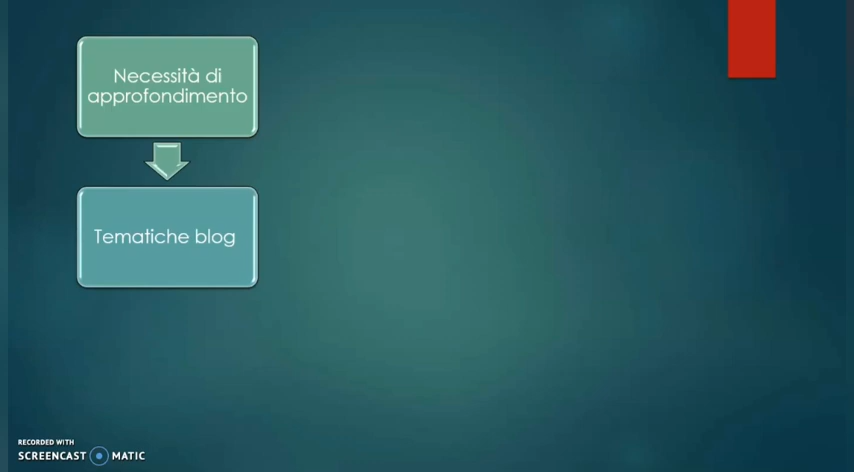 Necessità di
approfondimento
Tematiche blog
RECORDED WITH
SCREENCAST MATIC